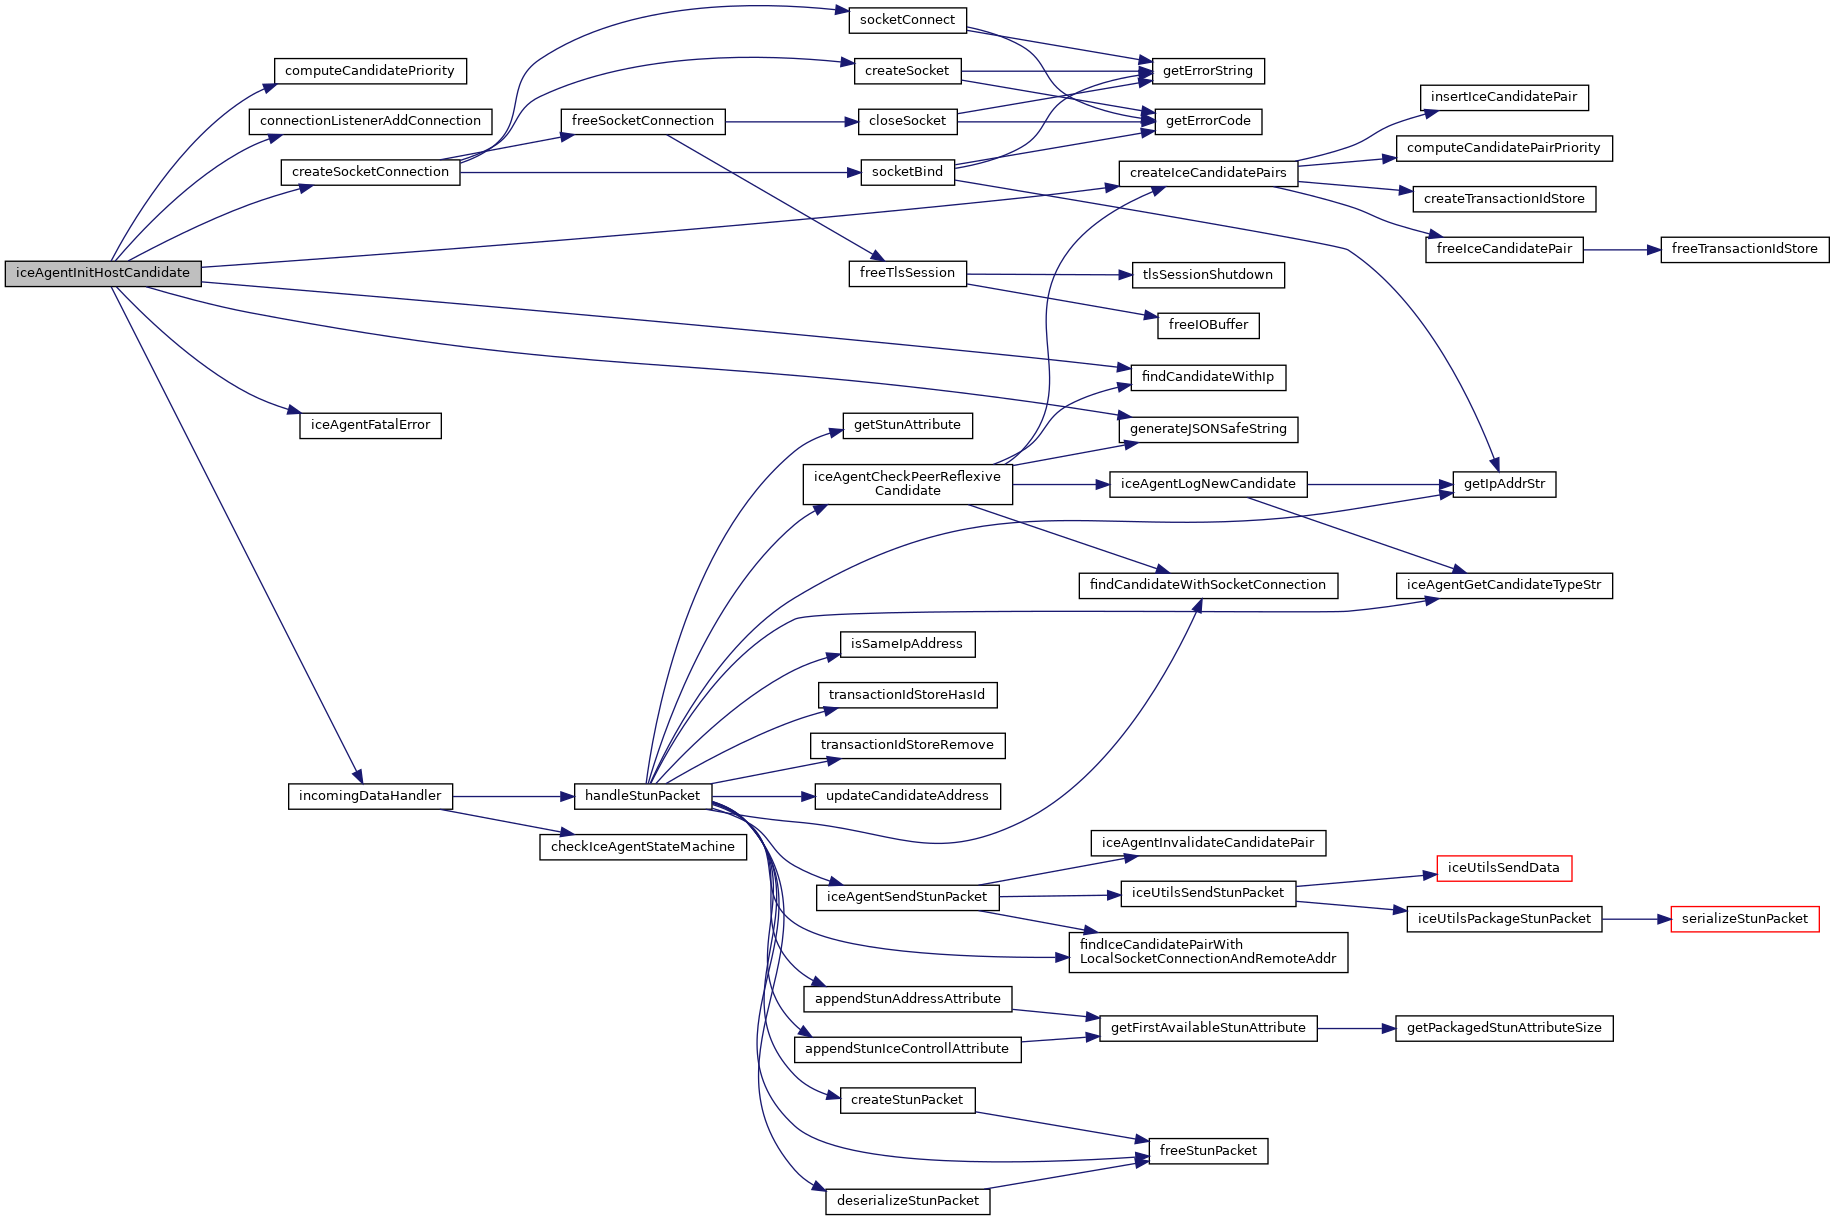 iceAgentInitHostCandidate
computeCandidatePriority
connectionListenerAddConnection
createSocketConnection
iceAgentFatalError
incomingDataHandler
freeSocketConnection
handleStunPacket
checkIceAgentStateMachine
socketConnect
createSocket
closeSocket
socketBind
freeTlsSession
getStunAttribute
iceAgentCheckPeerReflexive
Candidate
isSameIpAddress
transactionIdStoreHasId
transactionIdStoreRemove
updateCandidateAddress
iceAgentSendStunPacket
appendStunAddressAttribute
appendStunIceControllAttribute
createStunPacket
deserializeStunPacket
getErrorString
getErrorCode
createIceCandidatePairs
tlsSessionShutdown
freeIOBuffer
findCandidateWithIp
generateJSONSafeString
iceAgentLogNewCandidate
findCandidateWithSocketConnection
iceAgentInvalidateCandidatePair
iceUtilsSendStunPacket
findIceCandidatePairWith
LocalSocketConnectionAndRemoteAddr
getFirstAvailableStunAttribute
freeStunPacket
insertIceCandidatePair
computeCandidatePairPriority
createTransactionIdStore
freeIceCandidatePair
getIpAddrStr
iceAgentGetCandidateTypeStr
iceUtilsSendData
iceUtilsPackageStunPacket
getPackagedStunAttributeSize
freeTransactionIdStore
serializeStunPacket